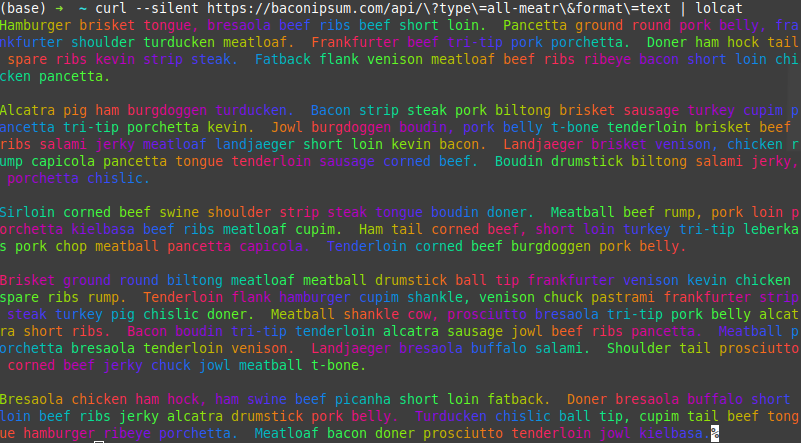 (base) ➜  ~ curl --silent https://baconipsum.com/api/\?type\=all-meatr\&format\=text | lolcat
Hamburger brisket tongue, bresaola beef ribs beef short loin.  Pancetta ground round pork belly, fra
nkfurter shoulder turducken meatloaf.  Frankfurter beef tri-tip pork porchetta.  Doner ham hock tail
 spare ribs kevin strip steak.  Fatback flank venison meatloaf beef ribs ribeye bacon short loin chi
cken pancetta.

Alcatra pig ham burgdoggen turducken.  Bacon strip steak pork biltong brisket sausage turkey cupim p
ancetta tri-tip porchetta kevin.  Jowl burgdoggen boudin, pork belly t-bone tenderloin brisket beef
ribs salami jerky meatloaf landjaeger short loin kevin bacon.  Landjaeger brisket venison, chicken r
ump capicola pancetta tongue tenderloin sausage corned beef.  Boudin drumstick biltong salami jerky,
 porchetta chislic.

Sirloin corned beef swine shoulder strip steak tongue boudin doner.  Meatball beef rump, pork loin p
orchetta kielbasa beef ribs meatloaf cupim.  Ham tail corned beef, short loin turkey tri-tip leberka
s pork chop meatball pancetta capicola.  Tenderloin corned beef burgdoggen pork belly.

Brisket ground round biltong meatloaf meatball drumstick ball tip frankfurter venison kevin chicken
spare ribs rump.  Tenderloin flank hamburger cupim shankle, venison chuck pastrami frankfurter strip
 steak turkey pig chislic doner.  Meatball shankle cow, prosciutto bresaola tri-tip pork belly alcat
ra short ribs.  Bacon boudin tri-tip tenderloin alcatra sausage jowl beef ribs pancetta.  Meatball p
orchetta bresaola tenderloin venison.  Landjaeger bresaola buffalo salami.  Shoulder tail prosciutto
 corned beef jerky chuck jowl meatball t-bone.

Bresaola chicken ham hock, ham swine beef picanha short loin fatback.  Doner bresaola buffalo short
loin beef ribs jerky alcatra drumstick pork belly.  Turducken chislic ball tip, cupim tail beef tong
ue hamburger ribeye porchetta.  Meatloaf bacon doner prosciutto tenderloin jowl kielbasa.%